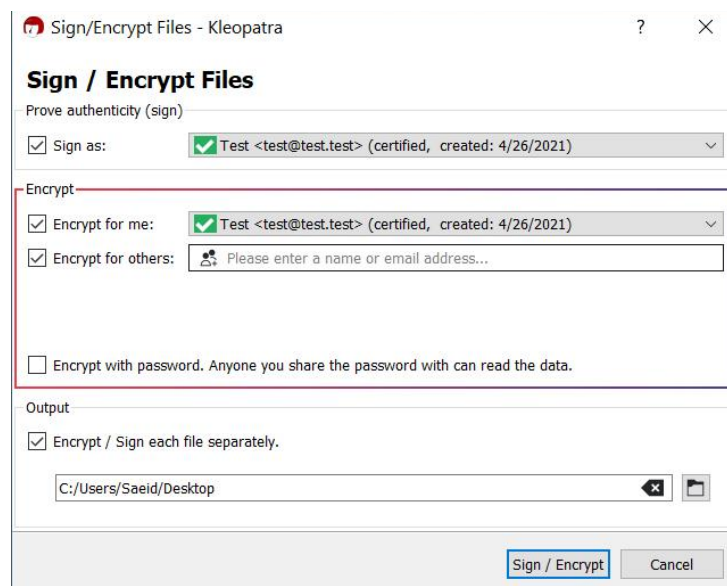 Sign/Encrypt Files - Kleopatra
Sign / Encrypt Files
Prove authenticity (sign)
Sign as: Test <test@test.test> (certified, created: 4/26/2021)
Encrypt
Encrypt for me: Test <test@test.test> (certified, created: 4/26/2021)
Encrypt for others: Please enter a name or email address...
Encrypt with password. Anyone you share the password with can read the data.
Output
Encrypt / Sign each file separately.
C:/Users/Saeid/Desktop
Sign / Encrypt Cancel